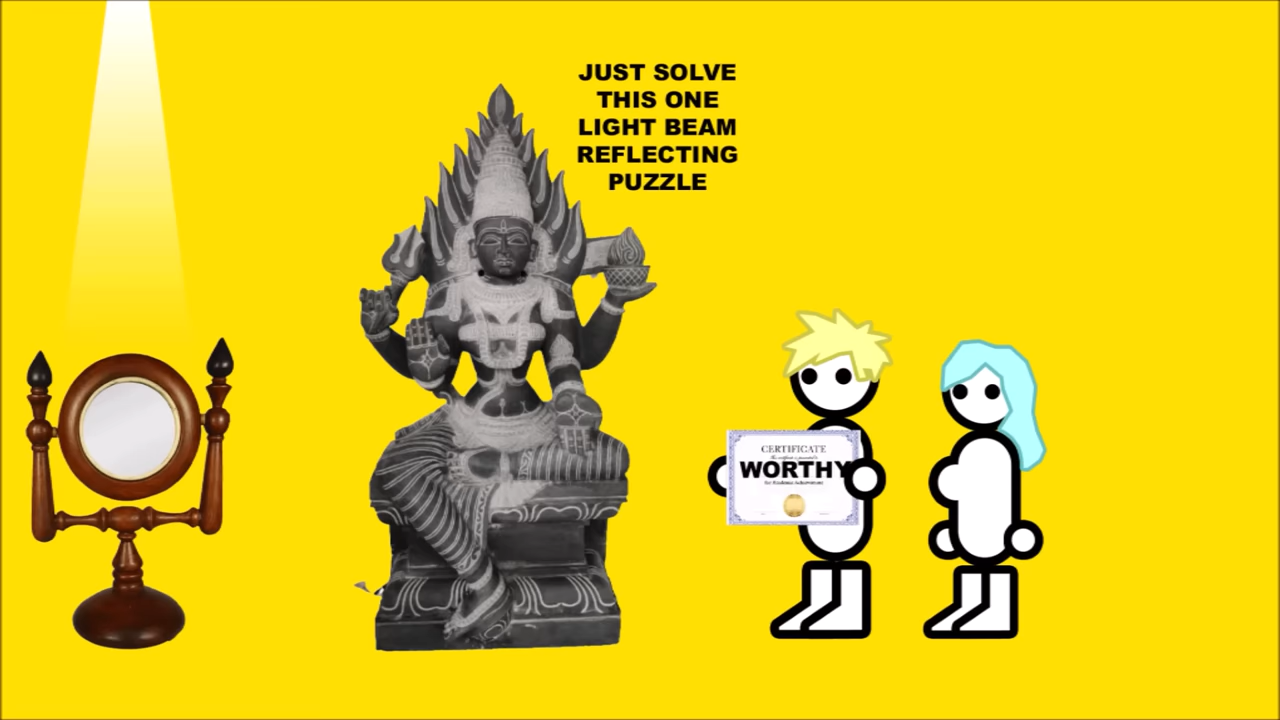 JUST SOLVE
THIS ONE
LIGHT BEAM
REFLECTING
PUZZLE
CERTIFICATE
WORTHY